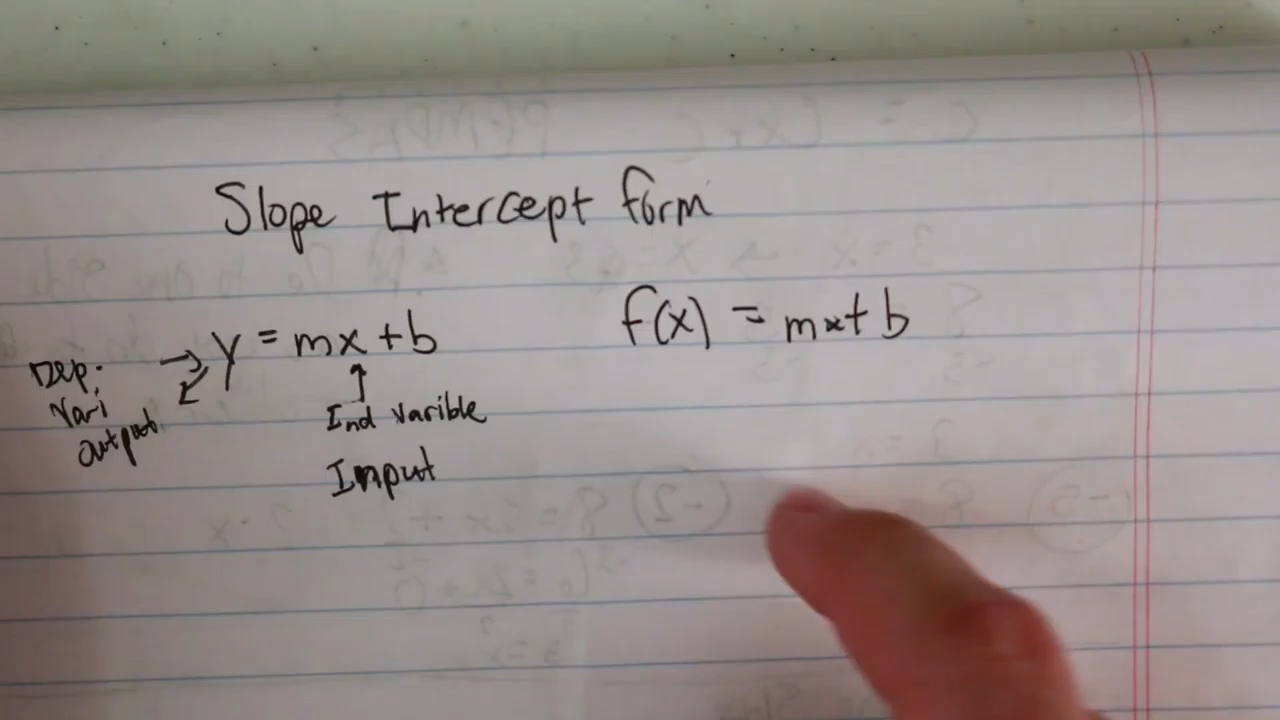 Slope Intercept form
y = mx + b
f(x) = mx + b
Dep.
Vari
output
Ind varible
Input